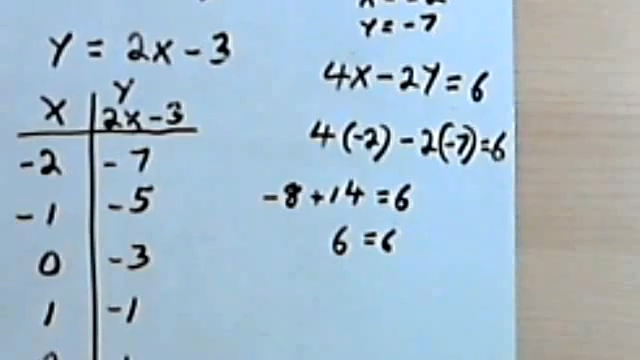 Y = -7
Y = 2X - 3
4X - 2Y = 6
X | Y
2X - 3
4(-2) - 2(-7) = 6
-2 | -7
-8 + 14 = 6
-1 | -5
6 = 6
0 | -3
1 | -1